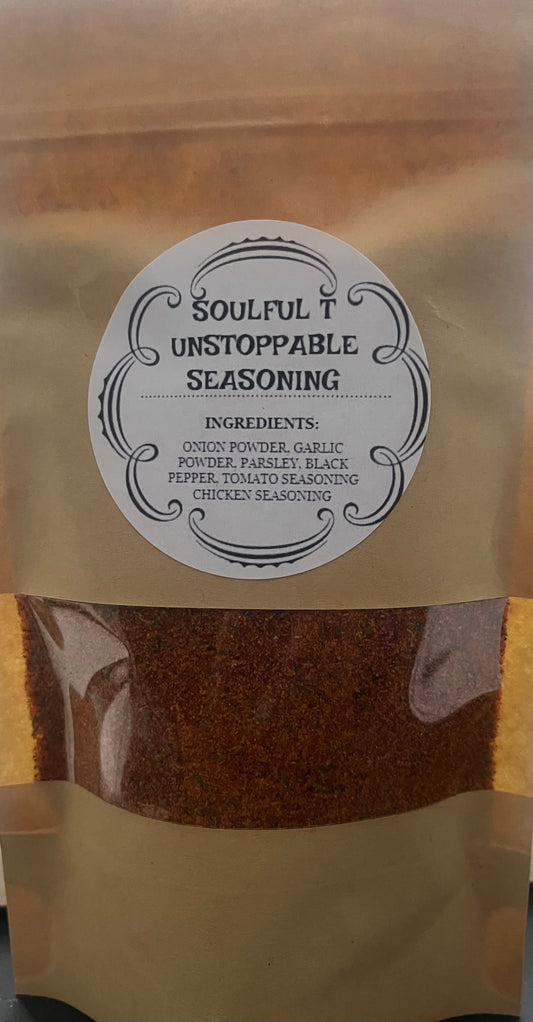 SOULFUL T
UNSTOPPABLE
SEASONING
INGREDIENTS:
ONION POWDER, GARLIC
POWDER, PARSLEY, BLACK
PEPPER, TOMATO SEASONING
CHICKEN SEASONING